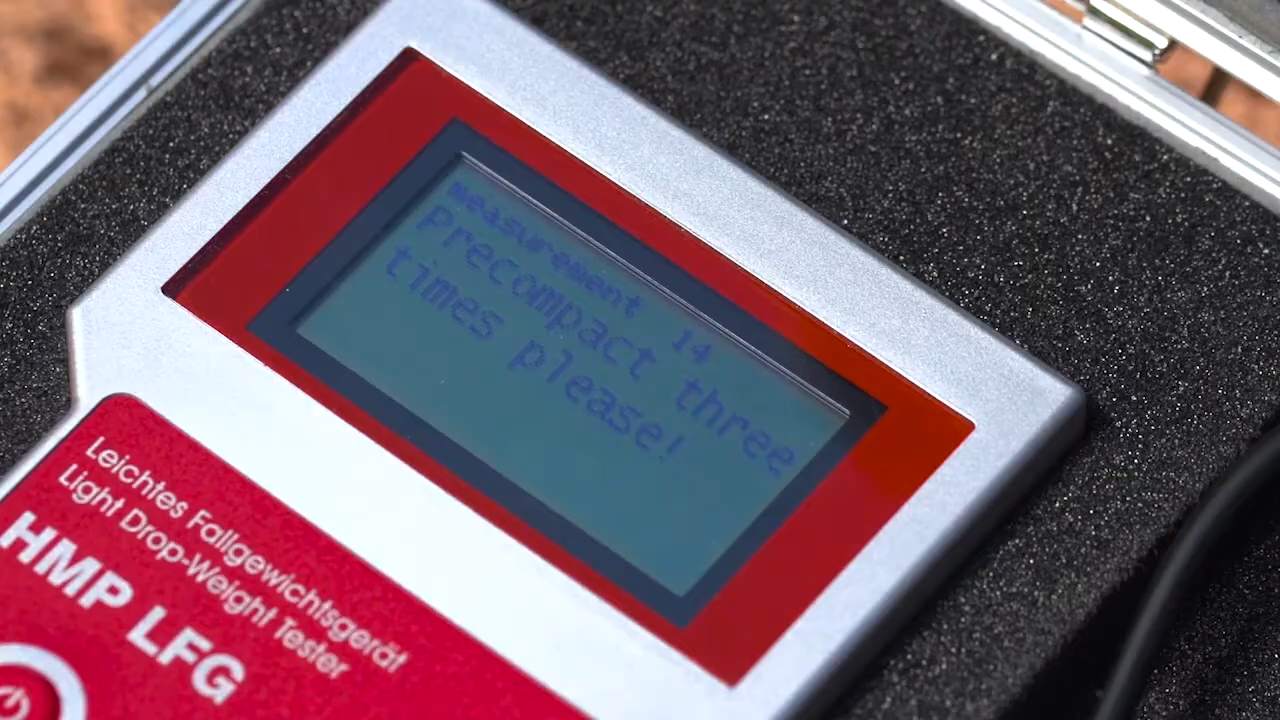 measurement 14
Precompact three
times please!
Leichtes Fallgewichtsgerät
Light Drop-Weight Tester
HMP LFG